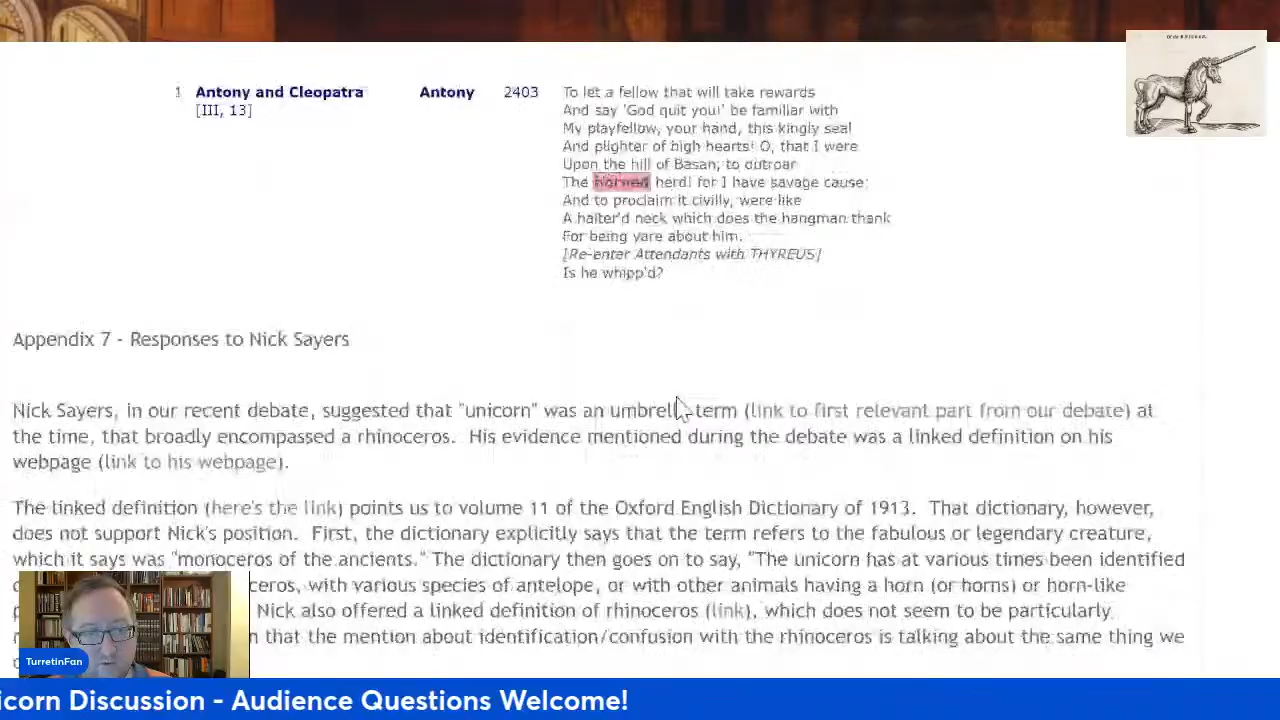 1 Antony and Cleopatra Antony 2403 To let a fellow that will take rewards
[III, 13] And say 'God quit you!' be familiar with
My playfellow, your hand, this kingly seal
And plighter of high hearts! O, that I were
Upon the hill of Basan, to outroar
The horned herd! for I have savage cause;
And to proclaim it civilly, were like
A halter'd neck which does the hangman thank
For being yare about him.
[Re-enter Attendants with THYREUS]
Is he whipp'd?
Appendix 7 - Responses to Nick Sayers
Nick Sayers, in our recent debate, suggested that "unicorn" was an umbrella term (link to first relevant part from our debate) at
the time, that broadly encompassed a rhinoceros. His evidence mentioned during the debate was a linked definition on his
webpage (link to his webpage).
The linked definition (here's the link) points us to volume 11 of the Oxford English Dictionary of 1913. That dictionary, however,
does not support Nick's position. First, the dictionary explicitly says that the term refers to the fabulous or legendary creature,
which it says was "monoceros of the ancients." The dictionary then goes on to say, "The unicorn has at various times been identified
ceros, with various species of antelope, or with other animals having a horn (or horns) or horn-like
Nick also offered a linked definition of rhinoceros (link), which does not seem to be particularly
that the mention about identification/confusion with the rhinoceros is talking about the same thing we
TurretinFan
icorn Discussion - Audience Questions Welcome!